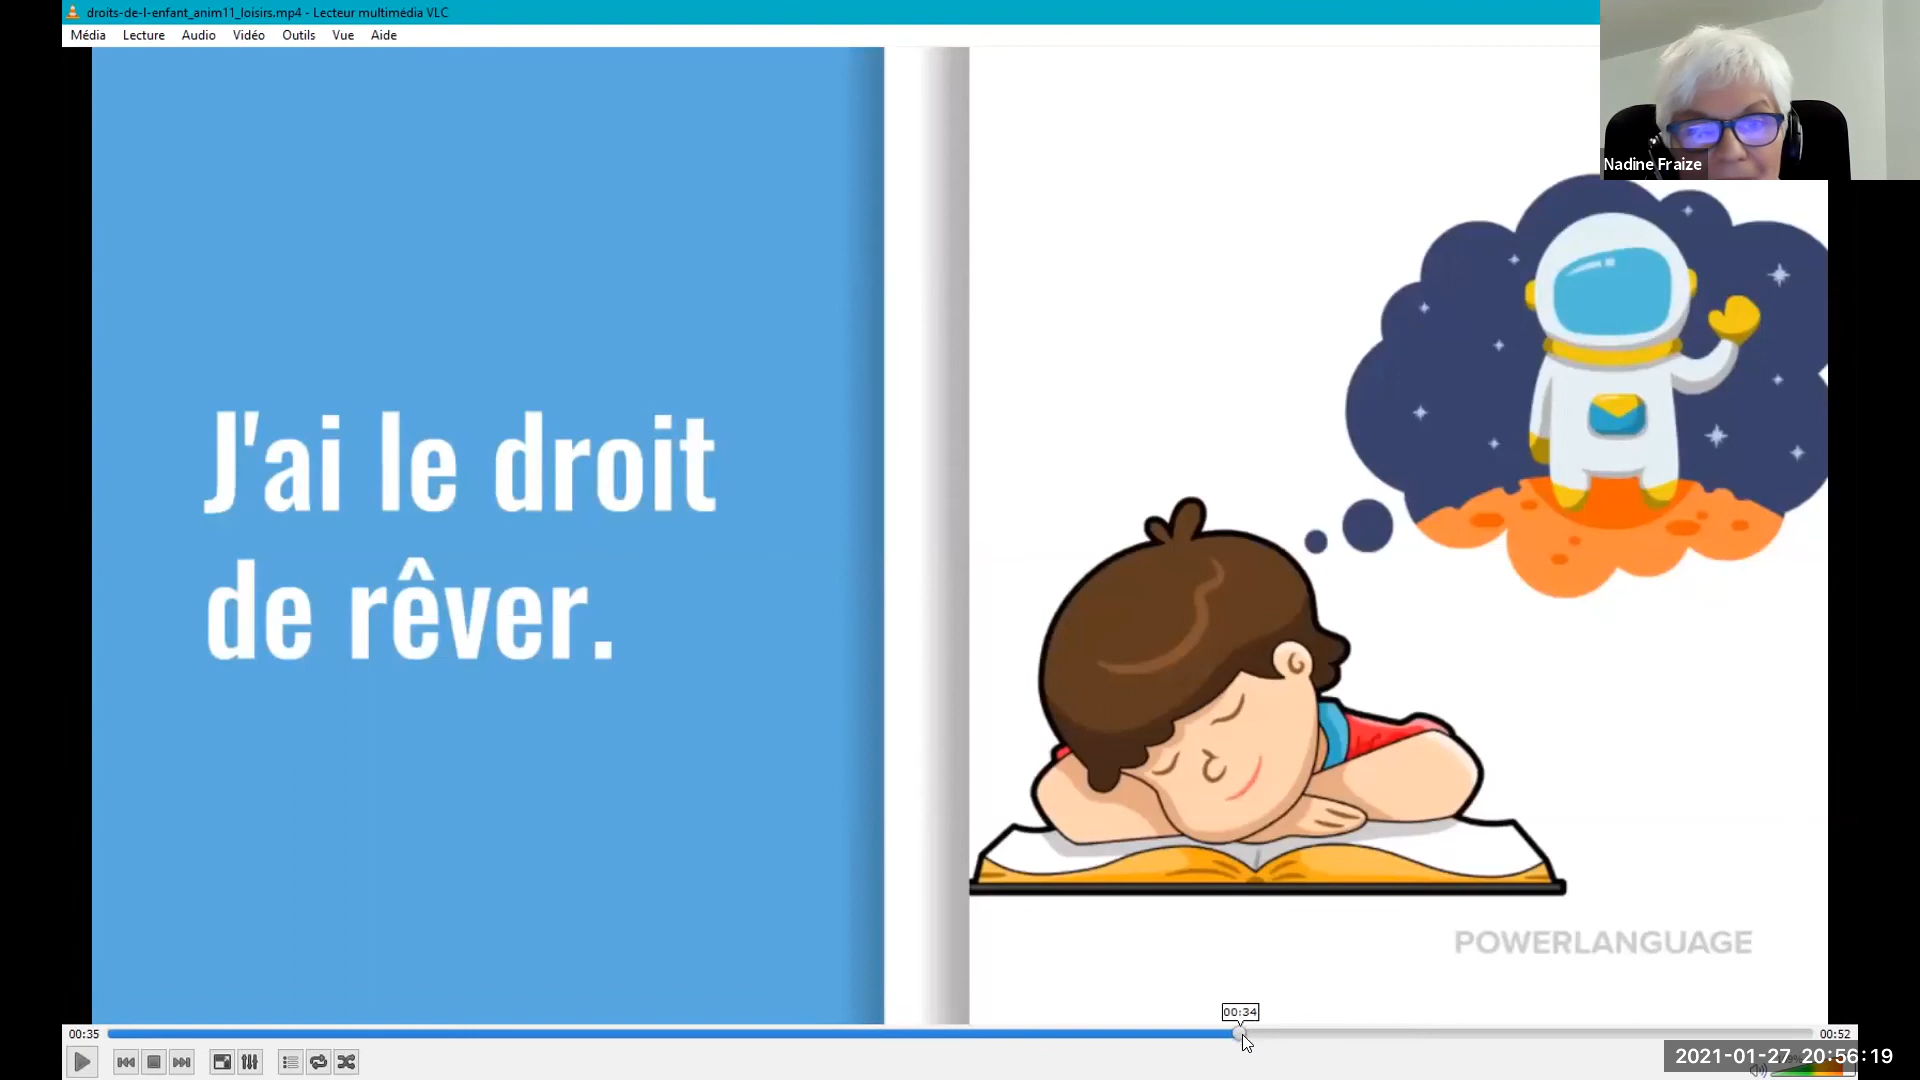 droits-de-l-enfant_anim11_loisirs.mp4 - Lecteur multimédia VLC
Média Lecture Audio Vidéo Outils Vue Aide
Nadine Fraize
J'ai le droit
de rêver.
POWERLANGUAGE
00:34
00:35
00:52
2021-01-27 20:56:19